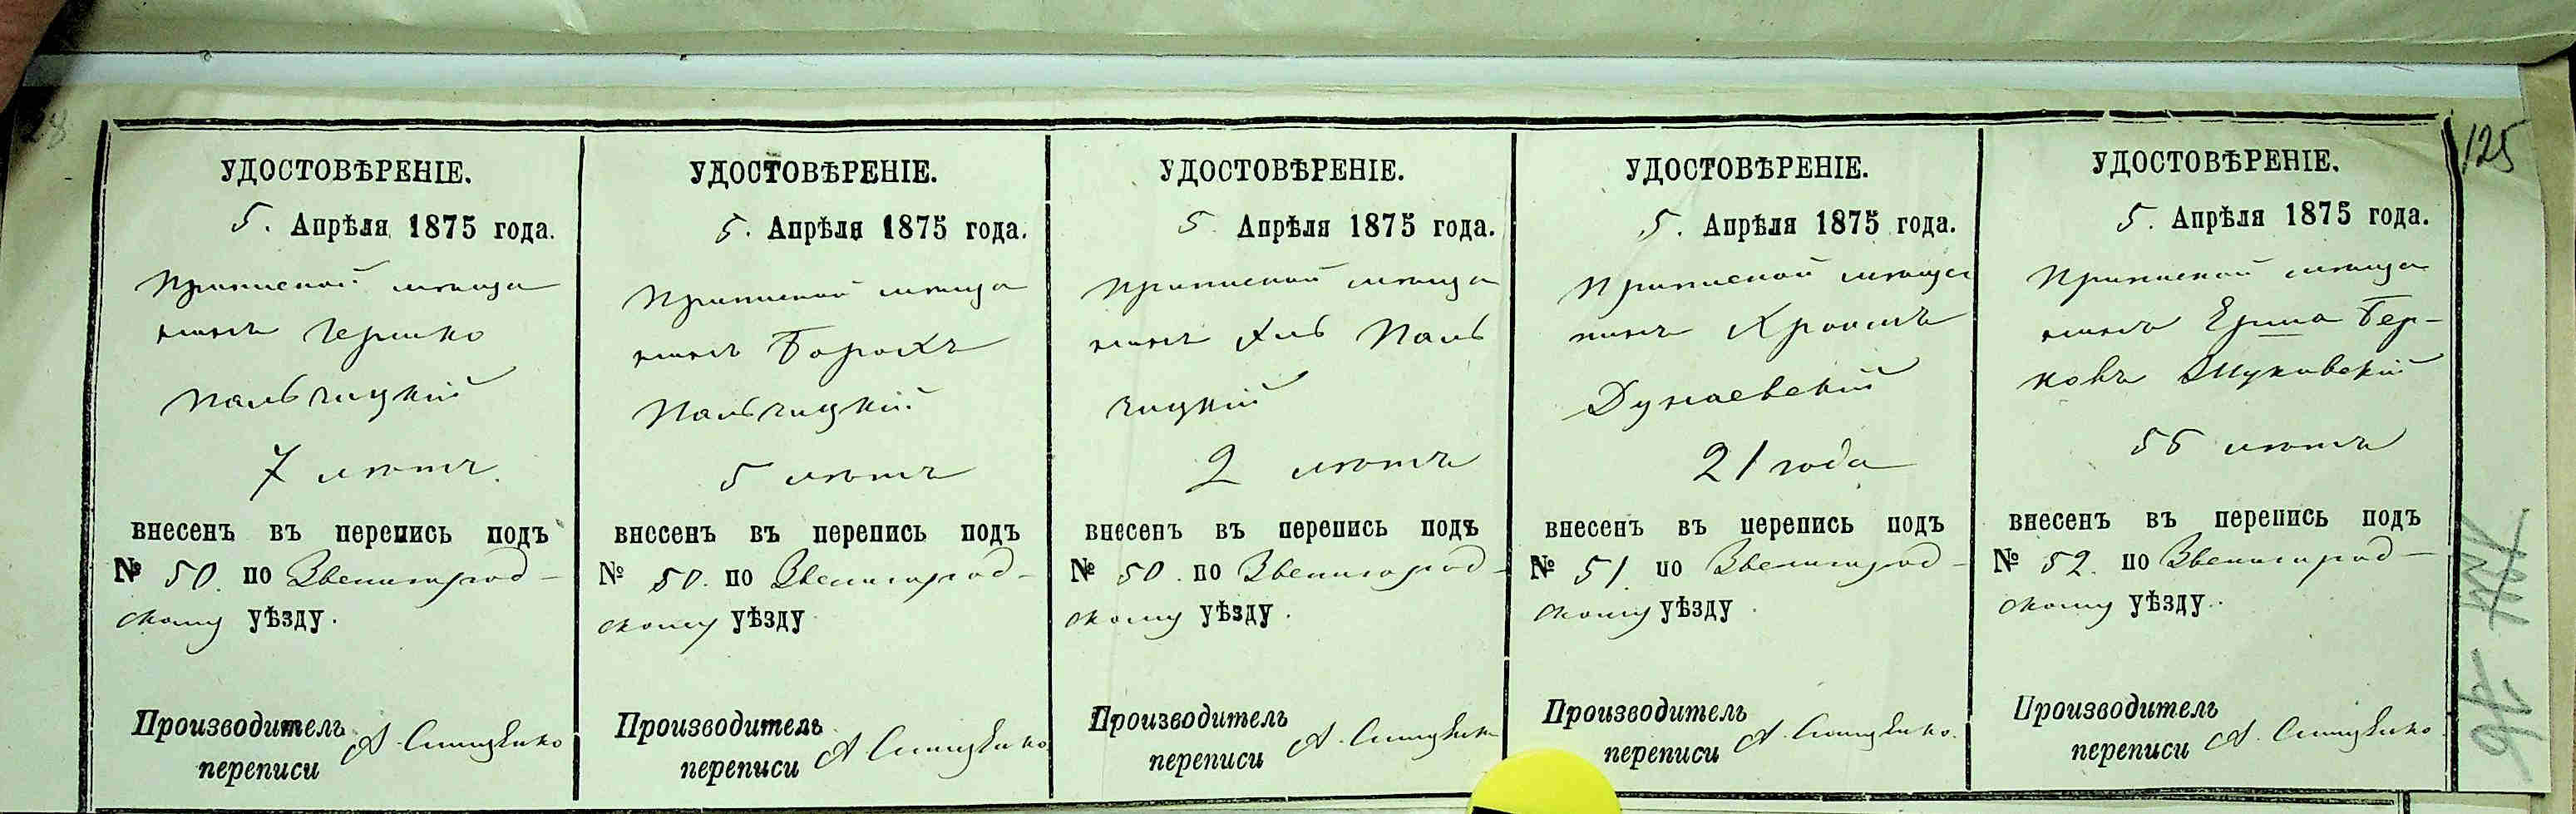 125
УДОСТОВѢРЕНІЕ.
5. Апрѣля 1875 года.
Приписной мѣща
нинъ Гершко
Пальчицкій
7 лѣтъ.
внесенъ въ перепись подъ
№ 50. по Звенигород-
скому уѣзду.
Производитель
переписи А.
УДОСТОВѢРЕНІЕ.
5. Апрѣля 1875 года.
Приписной мѣща
нинъ Борохъ
Пальчицкій
5 лѣтъ
внесенъ въ перепись подъ
№ 50. по Звенигород-
скому уѣзду
Производитель
переписи А
УДОСТОВѢРЕНІЕ.
5 Апрѣля 1875 года.
Приписной мѣща
нинъ Паль
чицкій
2 лѣтъ
внесенъ въ перепись подъ
№ 50. по Звенигород-
скому уѣзду.
Производитель
переписи А.
УДОСТОВѢРЕНІЕ.
5. Апрѣля 1875 года.
Приписной мѣща
нинъ
Дунаевскій
21 года
внесенъ въ перепись подъ
№ 51 по Звенигород-
скому уѣзду.
Производитель
переписи А.
УДОСТОВѢРЕНІЕ.
5. Апрѣля 1875 года.
Приписной мѣща
нинъ Ерша Бер-
ковъ
55 лѣтъ
внесенъ въ перепись подъ
№ 52. по Звенигород-
скому уѣзду.
Производитель
переписи А.